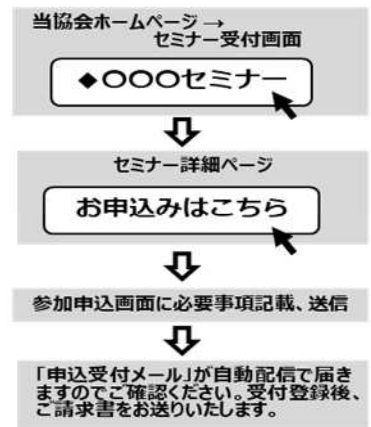 当協会ホームページ →
セミナー受付画面
◆○○○セミナー
セミナー詳細ページ
お申込みはこちら
参加申込画面に必要事項記載、送信
「申込受付メール」が自動配信で届き
ますのでご確認ください。受付登録後、
ご請求書をお送りいたします。